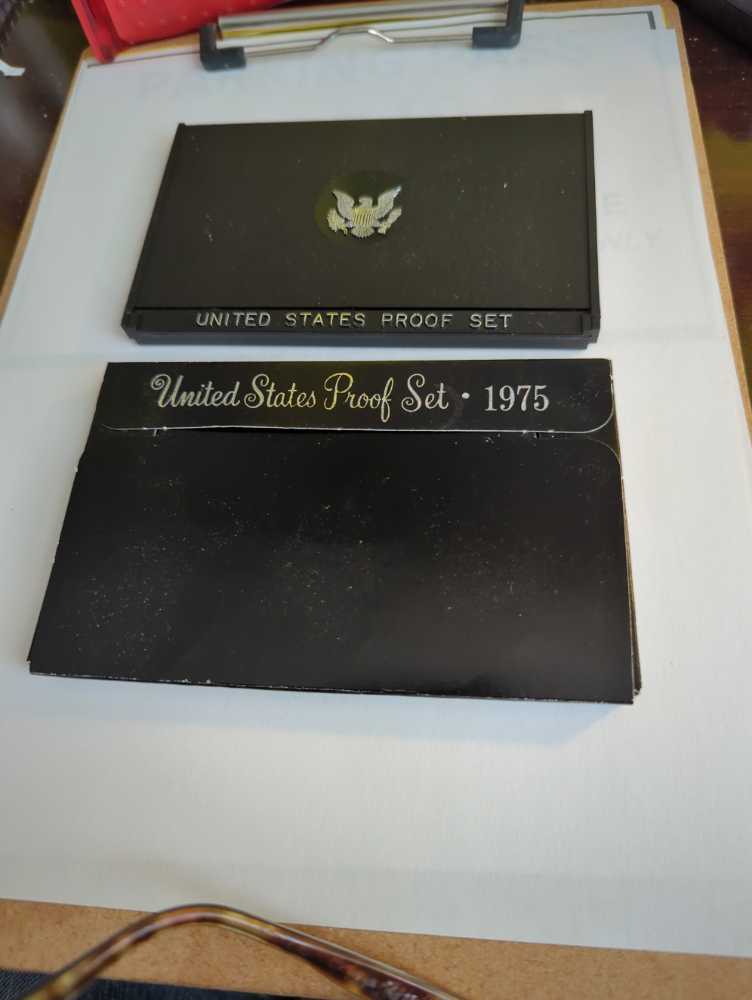 UNITED STATES PROOF SET
United States Proof Set • 1975